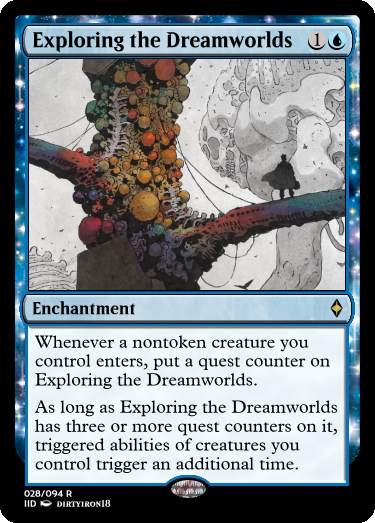 Exploring the Dreamworlds 1
Enchantment
Whenever a nontoken creature you
control enters, put a quest counter on
Exploring the Dreamworlds.
As long as Exploring the Dreamworlds
has three or more quest counters on it,
triggered abilities of creatures you
control trigger an additional time.
028/094 R
IID DIRTYIRON18